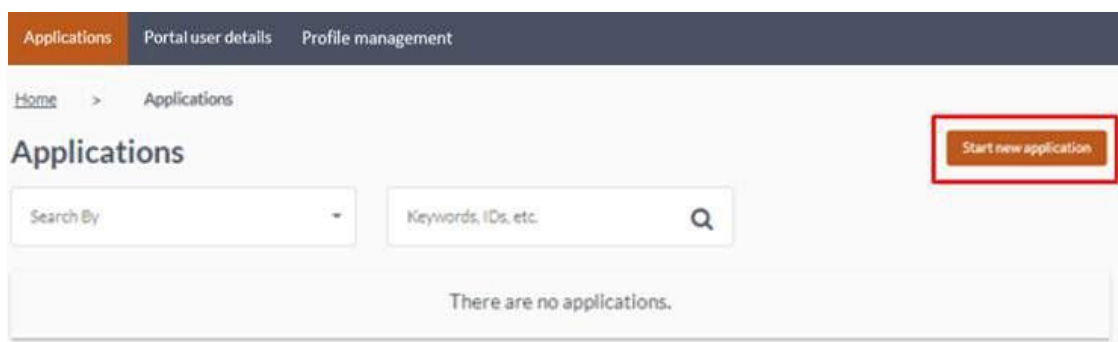 Applications Portal user details Profile management
Home > Applications
Applications
Start new application
Search By Keywords, IDs, etc.
There are no applications.